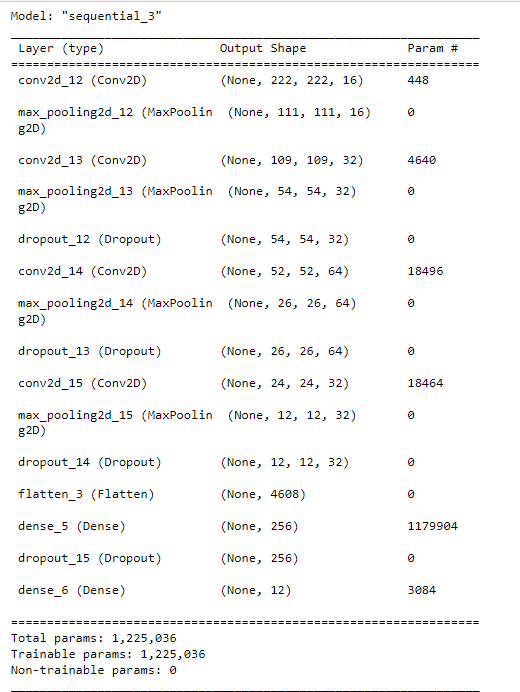 Model: "sequential_3"
_________________________________________________________________
Layer (type) Output Shape Param #
=================================================================
conv2d_12 (Conv2D) (None, 222, 222, 16) 448
max_pooling2d_12 (MaxPoolin (None, 111, 111, 16) 0
g2D)
conv2d_13 (Conv2D) (None, 109, 109, 32) 4640
max_pooling2d_13 (MaxPoolin (None, 54, 54, 32) 0
g2D)
dropout_12 (Dropout) (None, 54, 54, 32) 0
conv2d_14 (Conv2D) (None, 52, 52, 64) 18496
max_pooling2d_14 (MaxPoolin (None, 26, 26, 64) 0
g2D)
dropout_13 (Dropout) (None, 26, 26, 64) 0
conv2d_15 (Conv2D) (None, 24, 24, 32) 18464
max_pooling2d_15 (MaxPoolin (None, 12, 12, 32) 0
g2D)
dropout_14 (Dropout) (None, 12, 12, 32) 0
flatten_3 (Flatten) (None, 4608) 0
dense_5 (Dense) (None, 256) 1179904
dropout_15 (Dropout) (None, 256) 0
dense_6 (Dense) (None, 12) 3084
=================================================================
Total params: 1,225,036
Trainable params: 1,225,036
Non-trainable params: 0
_________________________________________________________________